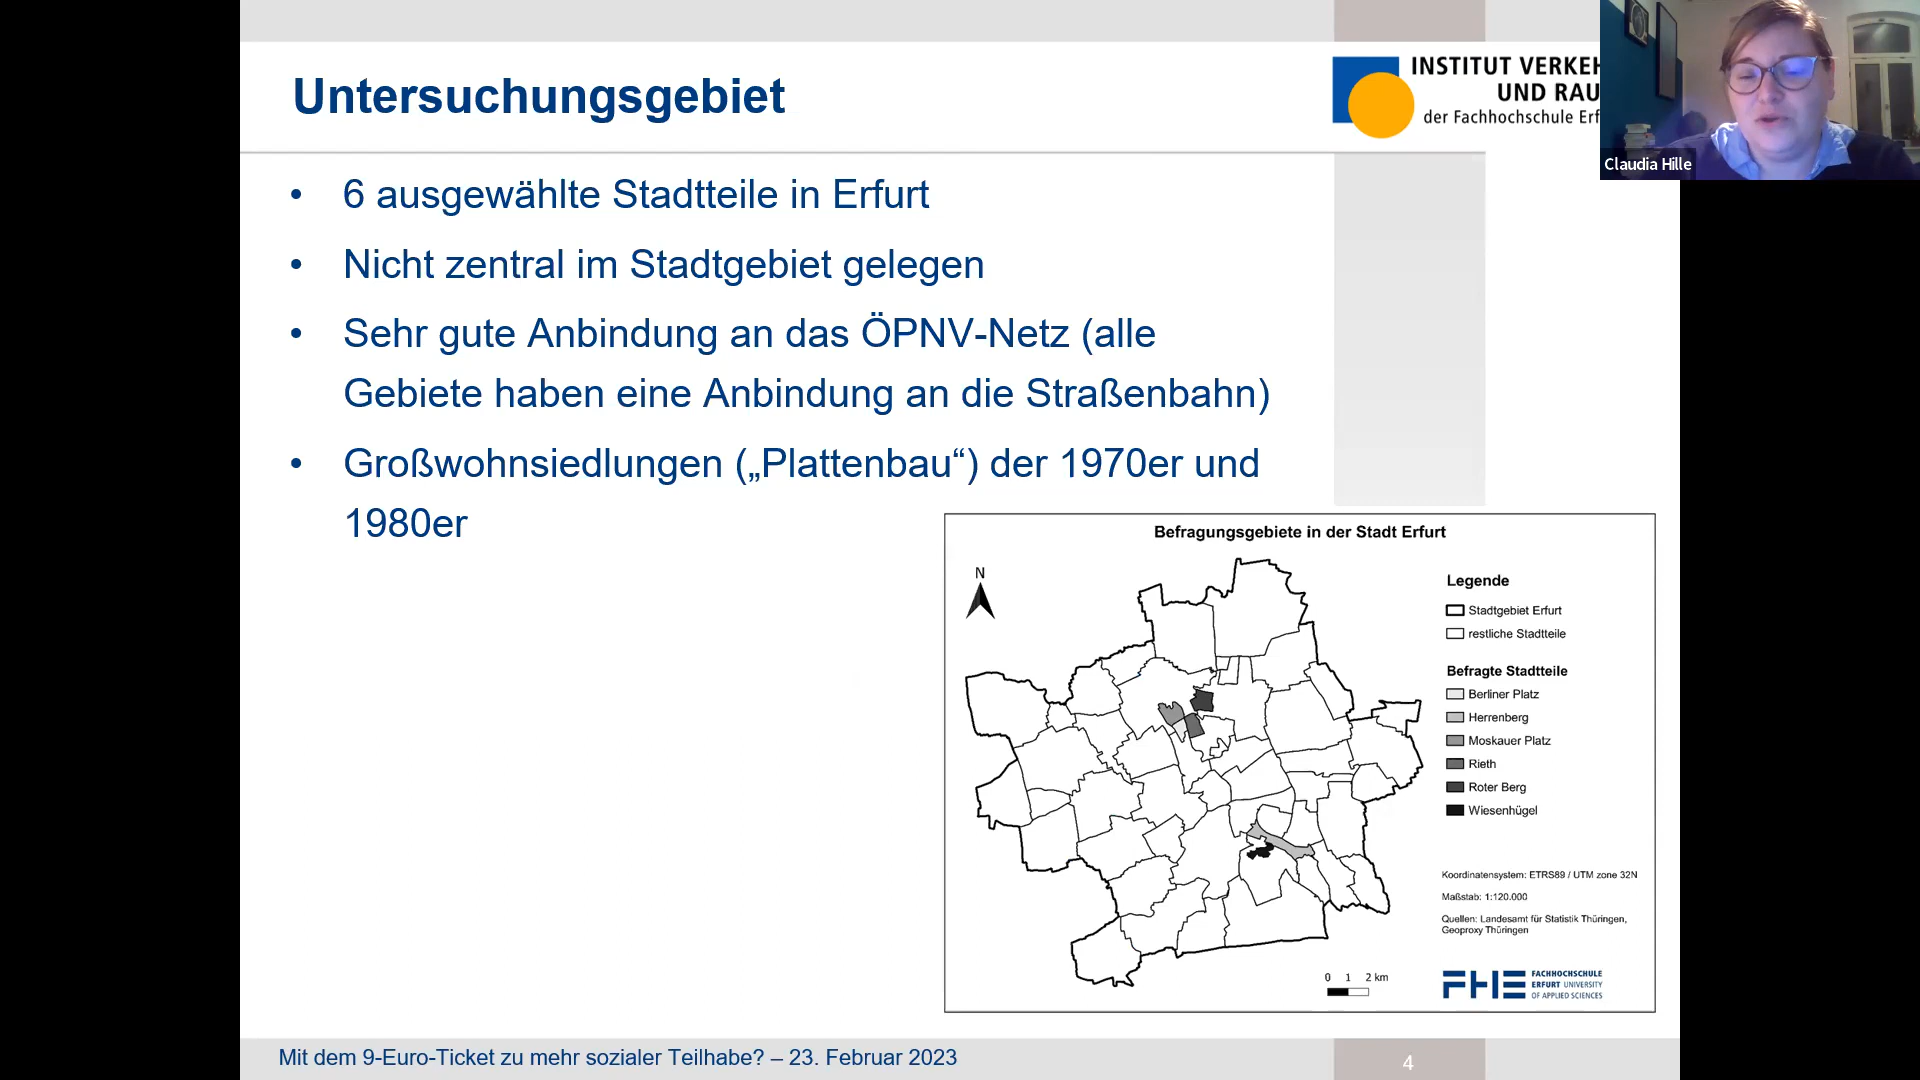 Untersuchungsgebiet
INSTITUT VERKEH
UND RAU
der Fachhochschule Erf
Claudia Hille
• 6 ausgewählte Stadtteile in Erfurt
• Nicht zentral im Stadtgebiet gelegen
• Sehr gute Anbindung an das ÖPNV-Netz (alle
Gebiete haben eine Anbindung an die Straßenbahn)
• Großwohnsiedlungen („Plattenbau“) der 1970er und
1980er
Befragungsgebiete in der Stadt Erfurt
N
Legende
Stadtgebiet Erfurt
restliche Stadtteile
Befragte Stadtteile
Berliner Platz
Herrenberg
Moskauer Platz
Rieth
Roter Berg
Wiesenhügel
Koordinatensystem: ETRS89 / UTM zone 32N
Maßstab: 1:120.000
Quellen: Landesamt für Statistik Thüringen,
Geoproxy Thüringen
0 1 2 km
FHE
FACHHOCHSCHULE
ERFURT UNIVERSITY
OF APPLIED SCIENCES
Mit dem 9-Euro-Ticket zu mehr sozialer Teilhabe? – 23. Februar 2023
4